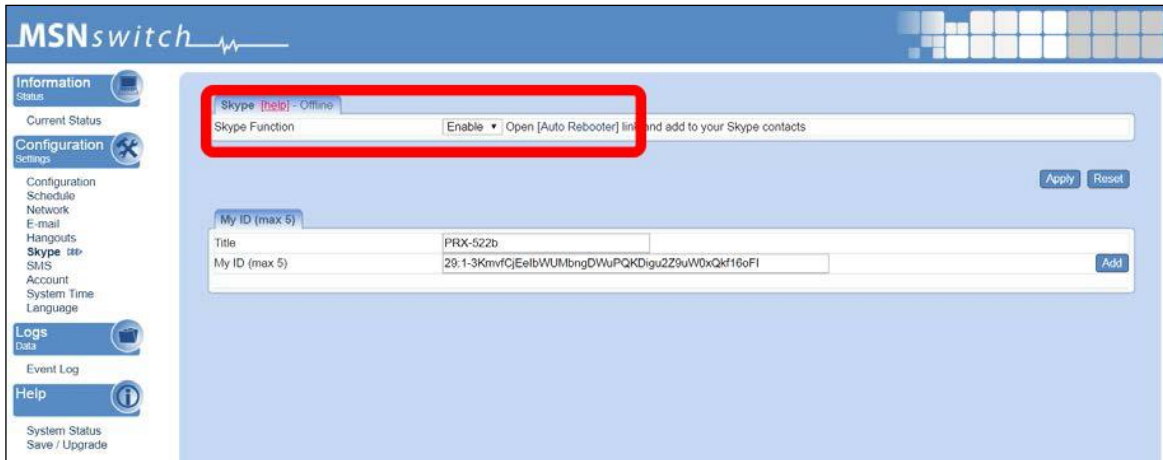 MSNswitch
Information
Status
Current Status
Configuration
Settings
Configuration
Schedule
Network
E-mail
Hangouts
Skype
SMS
Account
System Time
Language
Logs
Data
Event Log
Help
System Status
Save / Upgrade
Skype [help] - Offline
Skype Function Enable Open [Auto Rebooter] link and add to your Skype contacts
Apply Reset
My ID (max 5)
Title PRX-522b
My ID (max 5) 29:1-3KmvfCjEeIbWUMbngDWuPQKDigu2Z9uW0xQkf16oFI Add